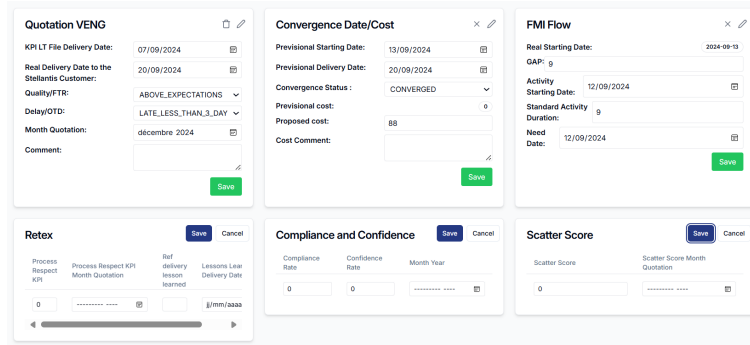 Quotation VENG
KPI LT File Delivery Date:
07/09/2024
Real Delivery Date to the
Stellantis Customer:
20/09/2024
Quality/FTR:
ABOVE_EXPECTATIONS
Delay/OTD:
LATE_LESS_THAN_3_DAY
Month Quotation:
décembre 2024
Comment:
Save
Convergence Date/Cost
Previsional Starting Date:
13/09/2024
Previsional Delivery Date:
20/09/2024
Convergence Status :
CONVERGED
Previsional cost:
0
Proposed cost:
88
Cost Comment:
Save
FMI Flow
Real Starting Date:
2024-09-13
GAP:
9
Activity
Starting Date:
12/09/2024
Standard Activity
Duration:
9
Need
Date:
12/09/2024
Save
Retex
Save
Cancel
Process
Respect
KPI
Process Respect KPI
Month Quotation
Ref
delivery
lesson
learned
Lessons Lear
Delivery Date
0
--------- ----
jj/mm/aaaa
Compliance and Confidence
Save
Cancel
Compliance
Rate
Confidence
Rate
Month Year
0
0
--------- ----
Scatter Score
Save
Cancel
Scatter Score
Scatter Score Month
Quotation
0
--------- ----